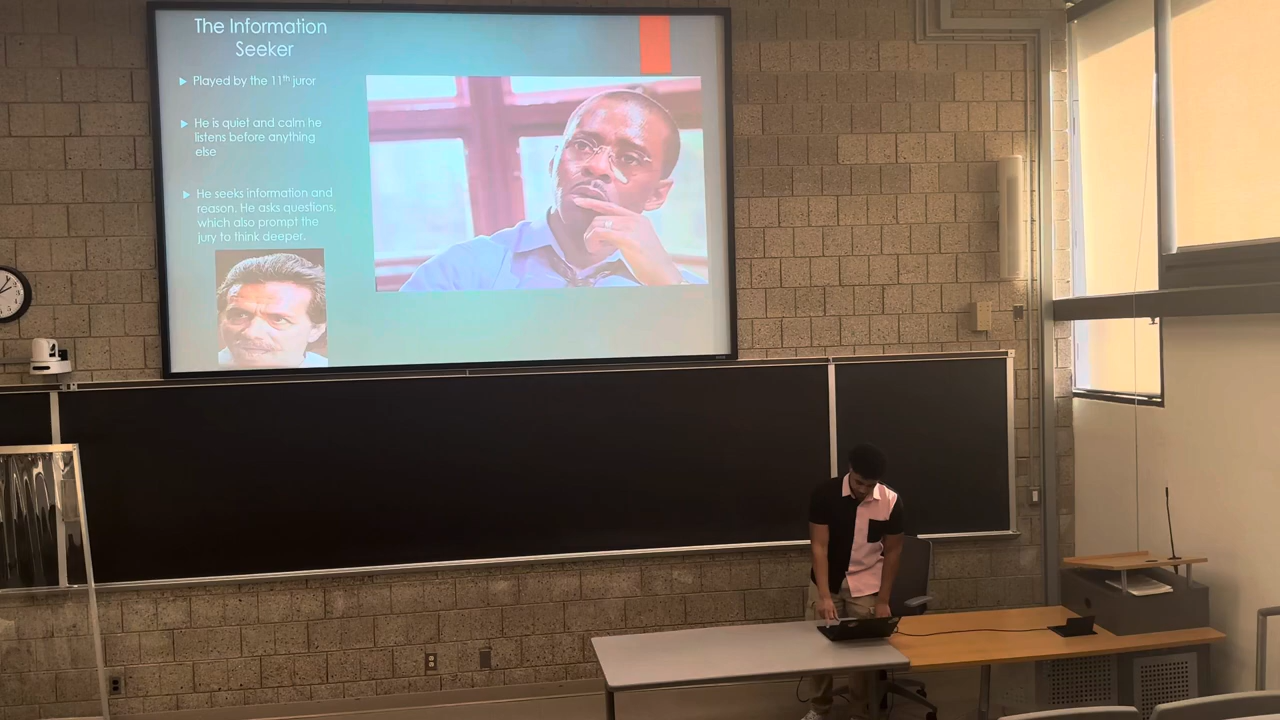 The Information
Seeker
Played by the 11th juror
He is quiet and calm he
listens before anything
else
He seeks information and
reason. He asks questions,
which also prompt the
jury to think deeper.